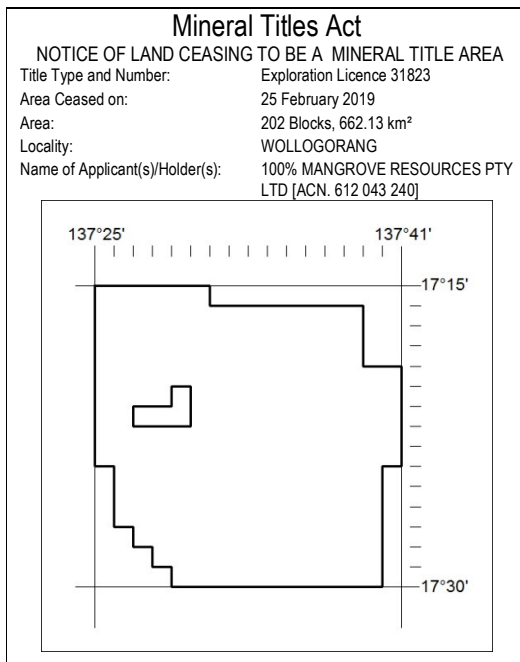 Mineral Titles Act
NOTICE OF LAND CEASING TO BE A MINERAL TITLE AREA
Title Type and Number: Exploration Licence 31823
Area Ceased on: 25 February 2019
Area: 202 Blocks, 662.13 km²
Locality: WOLLOGORANG
Name of Applicant(s)/Holder(s): 100% MANGROVE RESOURCES PTY
LTD [ACN. 612 043 240]
137°25' 137°41'
17°15'
17°30'